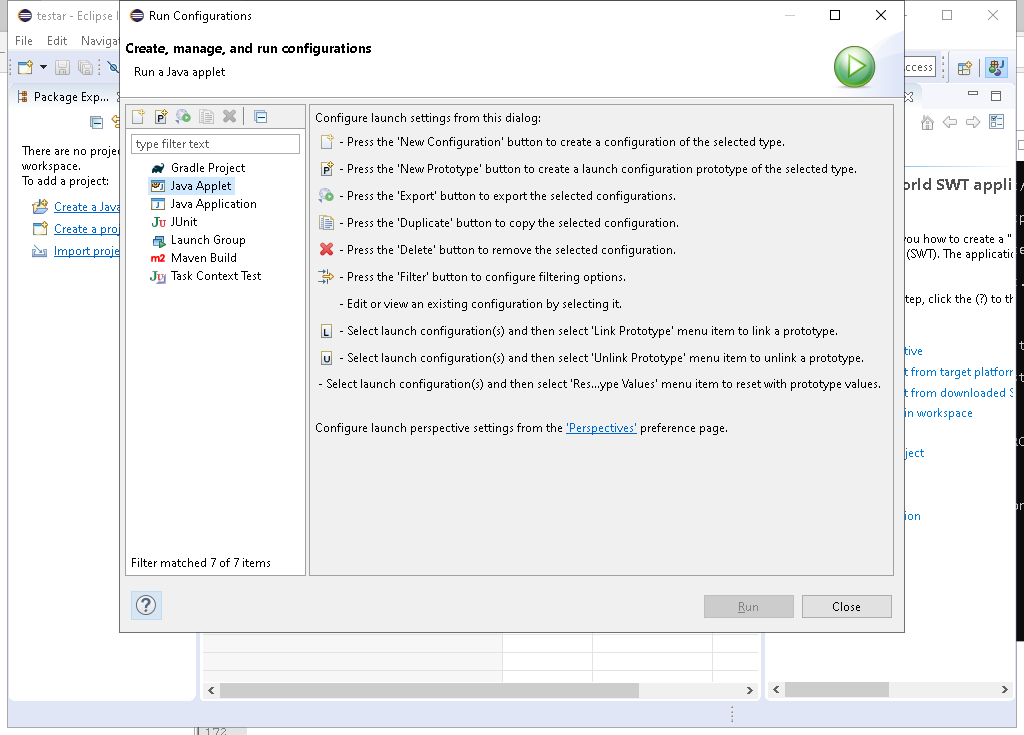 testar - Eclipse
Run Configurations
File Edit Naviga
Create, manage, and run configurations
Run a Java applet
ccess
Package Exp...
type filter text
Gradle Project
Java Applet
Java Application
JUnit
Launch Group
Maven Build
Task Context Test
Filter matched 7 of 7 items
Configure launch settings from this dialog:
- Press the 'New Configuration' button to create a configuration of the selected type.
- Press the 'New Prototype' button to create a launch configuration prototype of the selected type.
- Press the 'Export' button to export the selected configurations.
- Press the 'Duplicate' button to copy the selected configuration.
- Press the 'Delete' button to remove the selected configuration.
- Press the 'Filter' button to configure filtering options.
- Edit or view an existing configuration by selecting it.
- Select launch configuration(s) and then select 'Link Prototype' menu item to link a prototype.
- Select launch configuration(s) and then select 'Unlink Prototype' menu item to unlink a prototype.
- Select launch configuration(s) and then select 'Res...ype Values' menu item to reset with prototype values.
Configure launch perspective settings from the 'Perspectives' preference page.
Run
Close
There are no proje
workspace.
To add a project:
Create a Java
Create a proj
Import proje
orld SWT appli
you how to create a "
(SWT). The applicatio
tep, click the (?) to th
tive
t from target platforr
t from downloaded S
in workspace
ject
ion
172